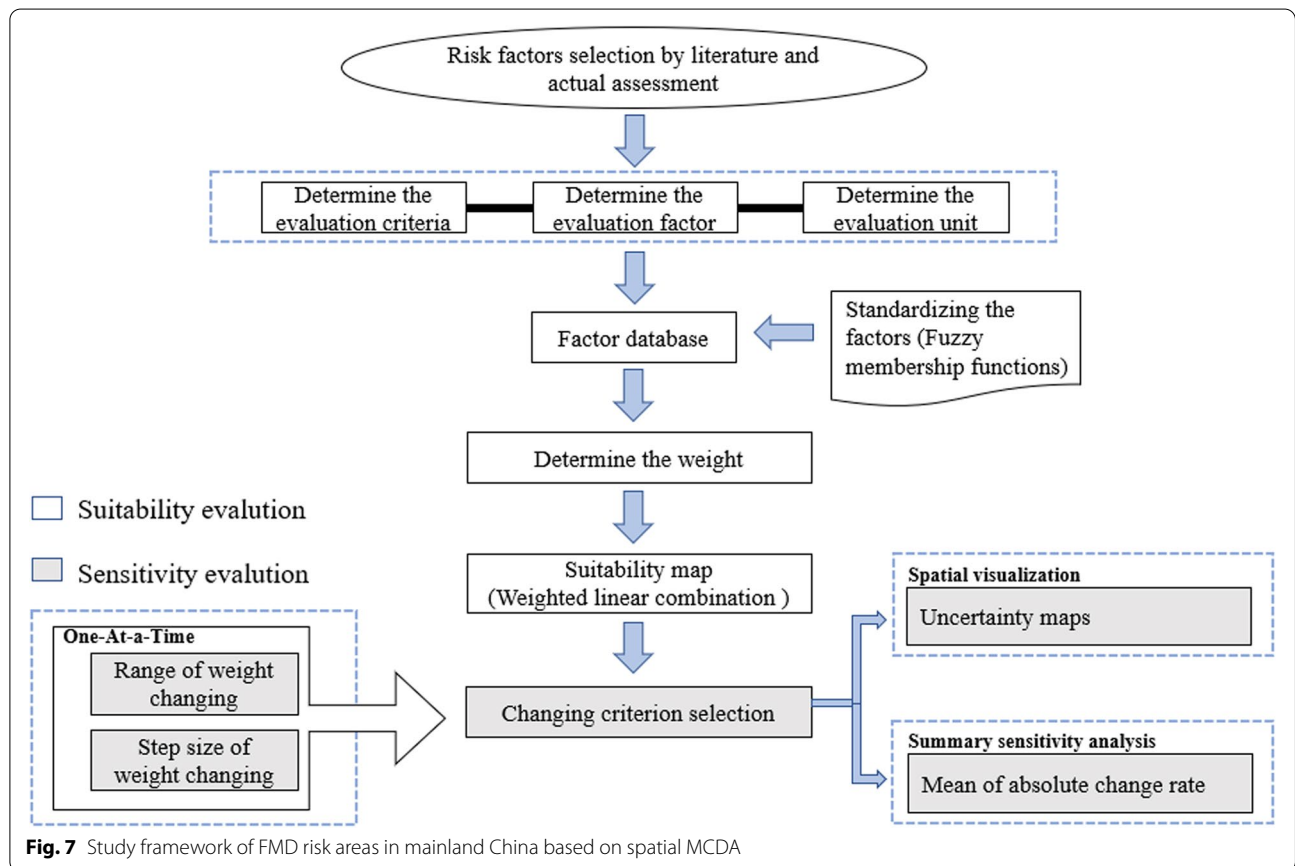 Risk factors selection by literature and
actual assessment
Determine the
evaluation criteria
Determine the
evaluation factor
Determine the
evaluation unit
Factor database
Standardizing the
factors (Fuzzy
membership functions)
Determine the weight
Suitability evalution
Sensitivity evalution
Suitability map
(Weighted linear combination )
One-At-a-Time
Range of weight
changing
Step size of
weight changing
Changing criterion selection
Spatial visualization
Uncertainty maps
Summary sensitivity analysis
Mean of absolute change rate
Fig. 7 Study framework of FMD risk areas in mainland China based on spatial MCDA